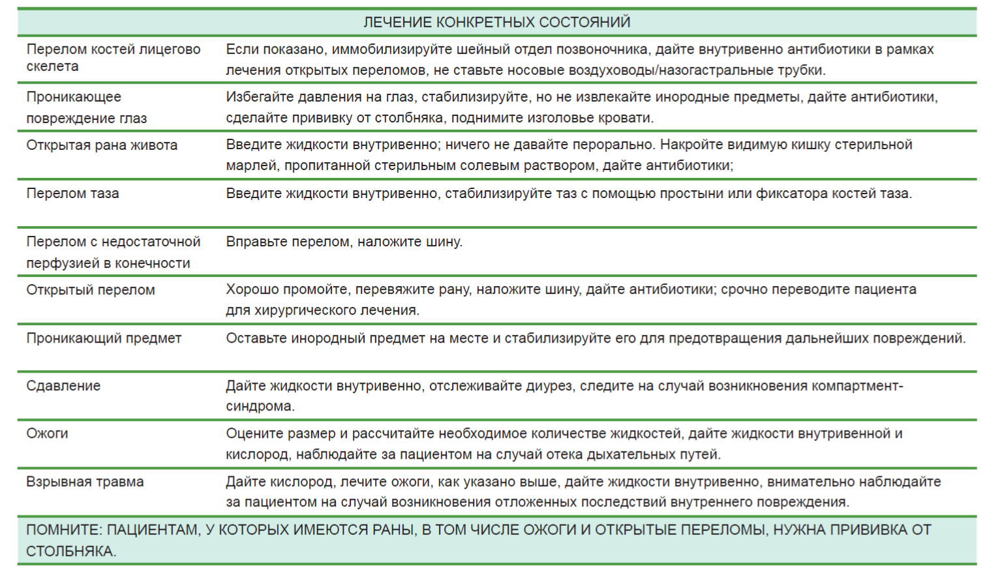 ЛЕЧЕНИЕ КОНКРЕТНЫХ СОСТОЯНИЙ
Перелом костей лицегово
скелета
Если показано, иммобилизируйте шейный отдел позвоночника, дайте внутривенно антибиотики в рамках
лечения открытых переломов, не ставьте носовые воздуховоды/назогастральные трубки.
Проникающее
повреждение глаз
Избегайте давления на глаз, стабилизируйте, но не извлекайте инородные предметы, дайте антибиотики,
сделайте прививку от столбняка, поднимите изголовье кровати.
Открытая рана живота
Введите жидкости внутривенно; ничего не давайте перорально. Накройте видимую кишку стерильной
марлей, пропитанной стерильным солевым раствором, дайте антибиотики;
Перелом таза
Введите жидкости внутривенно, стабилизируйте таз с помощью простыни или фиксатора костей таза.
Перелом с недостаточной
перфузией в конечности
Вправьте перелом, наложите шину.
Открытый перелом
Хорошо промойте, перевяжите рану, наложите шину, дайте антибиотики; срочно переводите пациента
для хирургического лечения.
Проникающий предмет
Оставьте инородный предмет на месте и стабилизируйте его для предотвращения дальнейших повреждений.
Сдавление
Дайте жидкости внутривенно, отслеживайте диурез, следите на случай возникновения компартмент-
синдрома.
Ожоги
Оцените размер и рассчитайте необходимое количестве жидкостей, дайте жидкости внутривенной и
кислород, наблюдайте за пациентом на случай отека дыхательных путей.
Взрывная травма
Дайте кислород, лечите ожоги, как указано выше, дайте жидкости внутривенно, внимательно наблюдайте
за пациентом на случай возникновения отложенных последствий внутреннего повреждения.
ПОМНИТЕ: ПАЦИЕНТАМ, У КОТОРЫХ ИМЕЮТСЯ РАНЫ, В ТОМ ЧИСЛЕ ОЖОГИ И ОТКРЫТЫЕ ПЕРЕЛОМЫ, НУЖНА ПРИВИВКА ОТ
СТОЛБНЯКА.